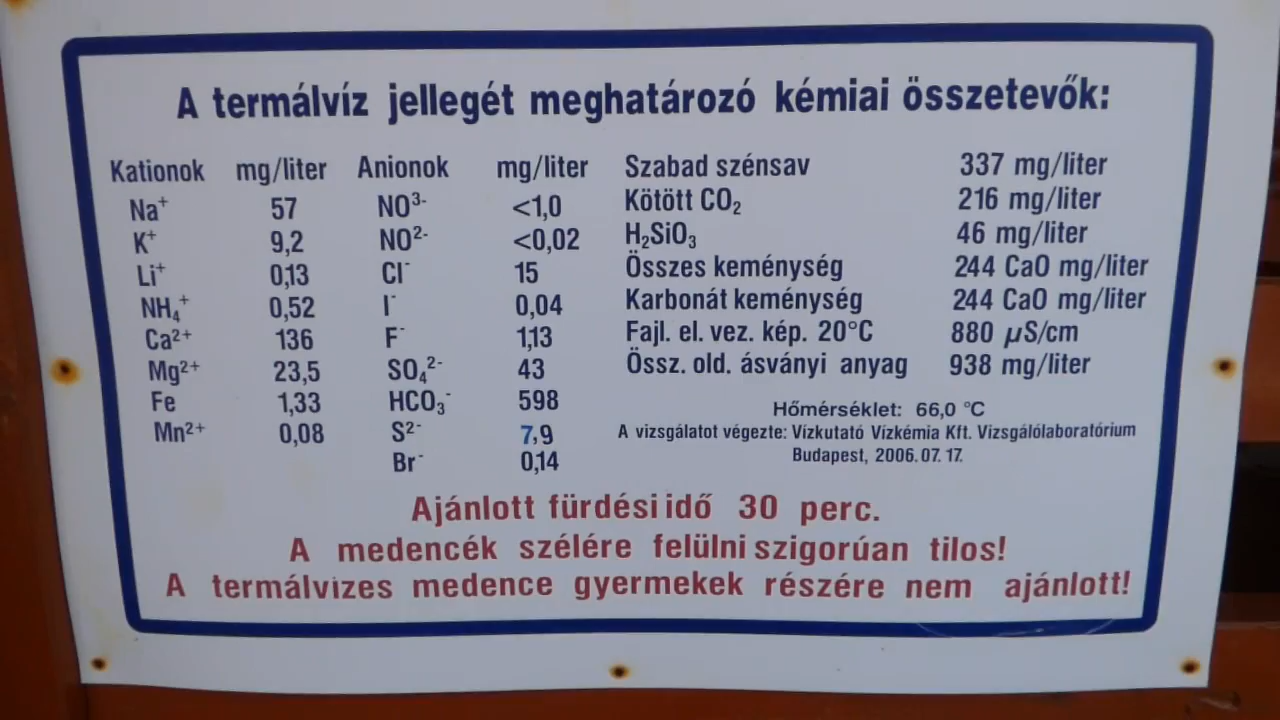 A termálvíz jellegét meghatározó kémiai összetevők:
Kationok mg/liter Anionok mg/liter Szabad szénsav 337 mg/liter
Na⁺ 57 NO³⁻ <1,0 Kötött CO₂ 216 mg/liter
K⁺ 9,2 NO²⁻ <0,02 H₂SiO₃ 46 mg/liter
Li⁺ 0,13 Cl⁻ 15 Összes keménység 244 CaO mg/liter
NH₄⁺ 0,52 I⁻ 0,04 Karbonát keménység 244 CaO mg/liter
Ca²⁺ 136 F⁻ 1,13 Fajl. el. vez. kép. 20°C 880 µS/cm
Mg²⁺ 23,5 SO₄²⁻ 43 Össz. old. ásványi anyag 938 mg/liter
Fe 1,33 HCO₃⁻ 598
Mn²⁺ 0,08 S²⁻ 7,9
Br⁻ 0,14
Hőmérséklet: 66,0 °C
A vizsgálatot végezte: Vízkutató Vízkémia Kft. Vizsgálólaboratórium
Budapest, 2006. 07. 17.
Ajánlott fürdési idő 30 perc.
A medencék szélére felülni szigorúan tilos!
A termálvizes medence gyermekek részére nem ajánlott!